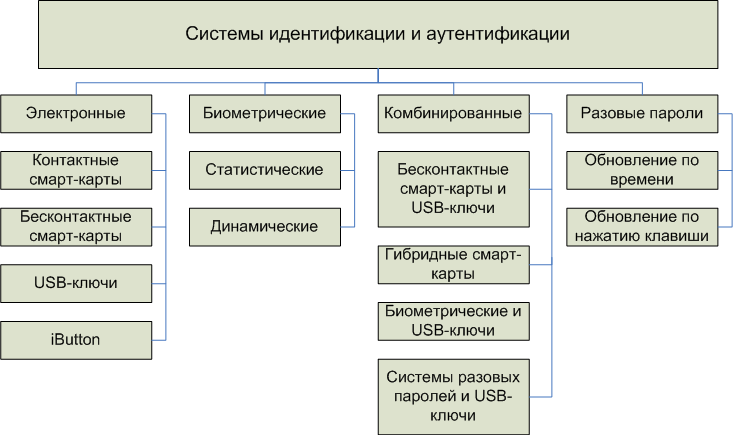 Системы идентификации и аутентификации
Электронные
Контактные
смарт-карты
Бесконтактные
смарт-карты
USB-ключи
iButton
Биометрические
Статистические
Динамические
Комбинированные
Бесконтактные
смарт-карты и
USB-ключи
Гибридные смарт-
карты
Биометрические и
USB-ключи
Системы разовых
паролей и USB-
ключи
Разовые пароли
Обновление по
времени
Обновление по
нажатию клавиши